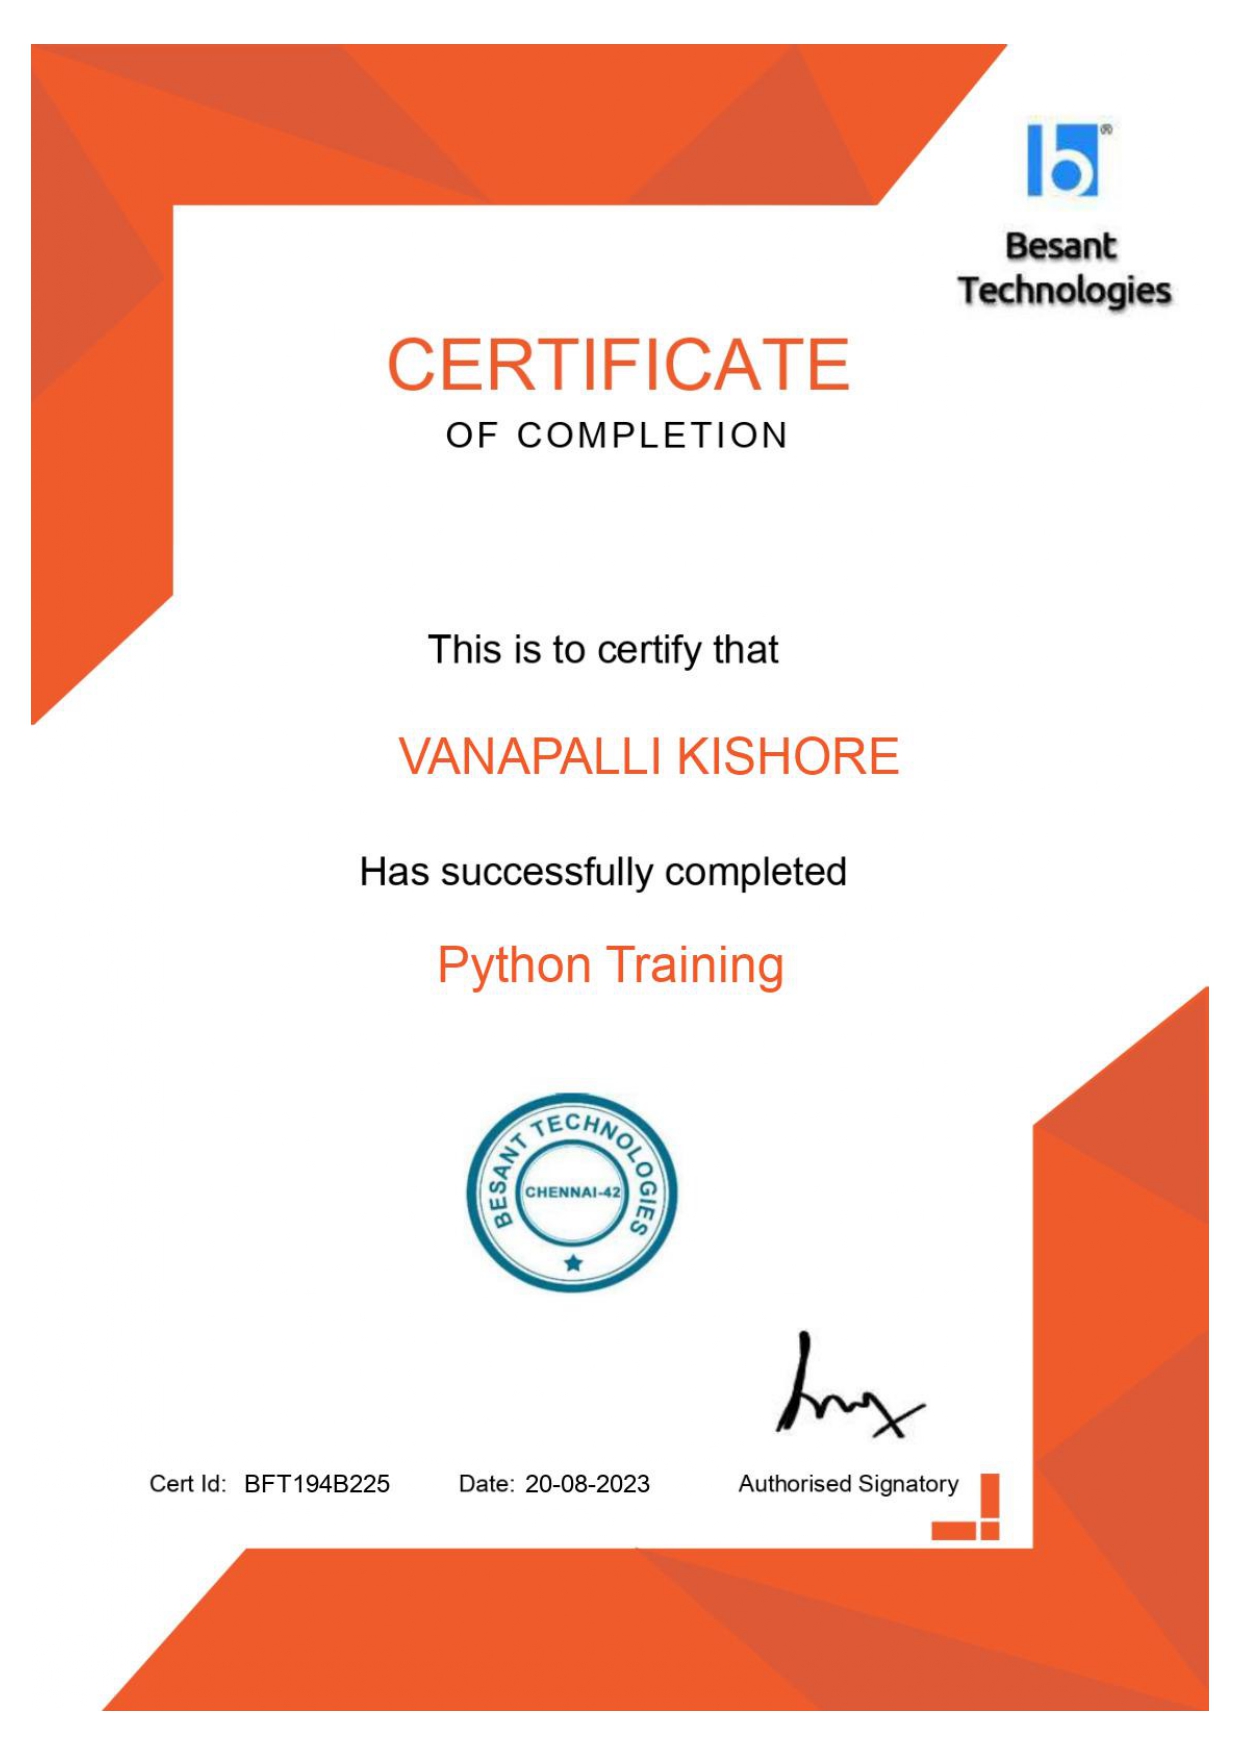 b®
Besant
Technologies
CERTIFICATE
OF COMPLETION
This is to certify that
VANAPALLI KISHORE
Has successfully completed
Python Training
BESANT TECHNOLOGIES
CHENNAI-42
Cert Id: BFT194B225 Date: 20-08-2023 Authorised Signatory